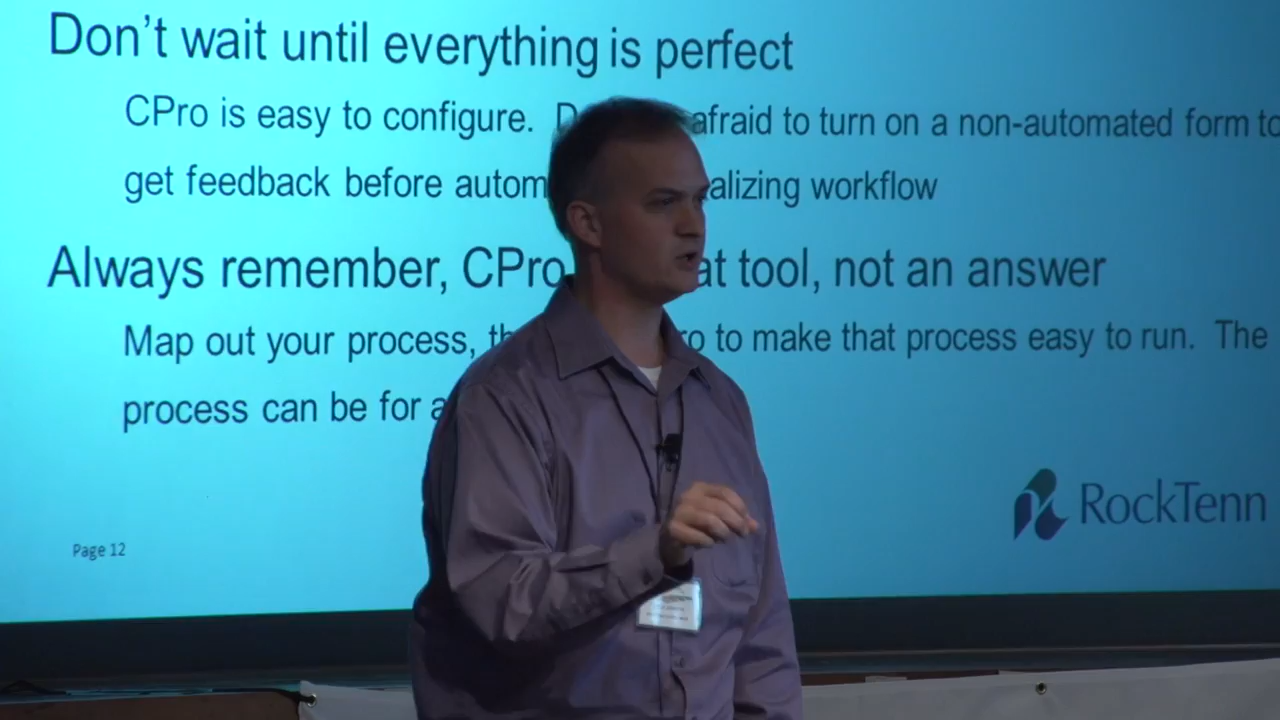 Don't wait until everything is perfect
CPro is easy to configure. D afraid to turn on a non-automated form to
get feedback before autom alizing workflow
Always remember, CPro at tool, not an answer
Map out your process, th ro to make that process easy to run. The
process can be for a
RockTenn
Page 12